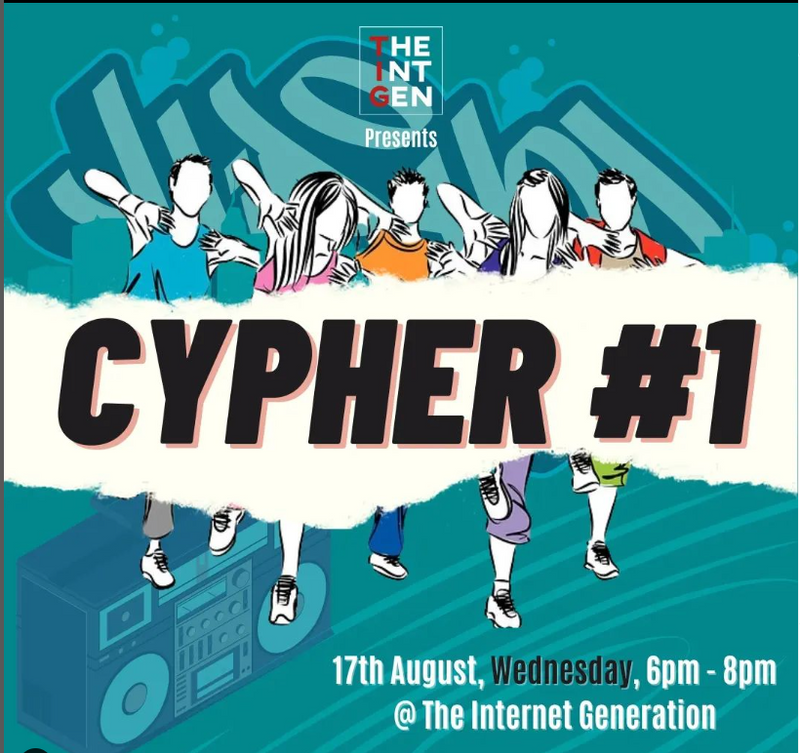 THE
INT
GEN
Presents
CYPHER #1
17th August, Wednesday, 6pm - 8pm
@ The Internet Generation